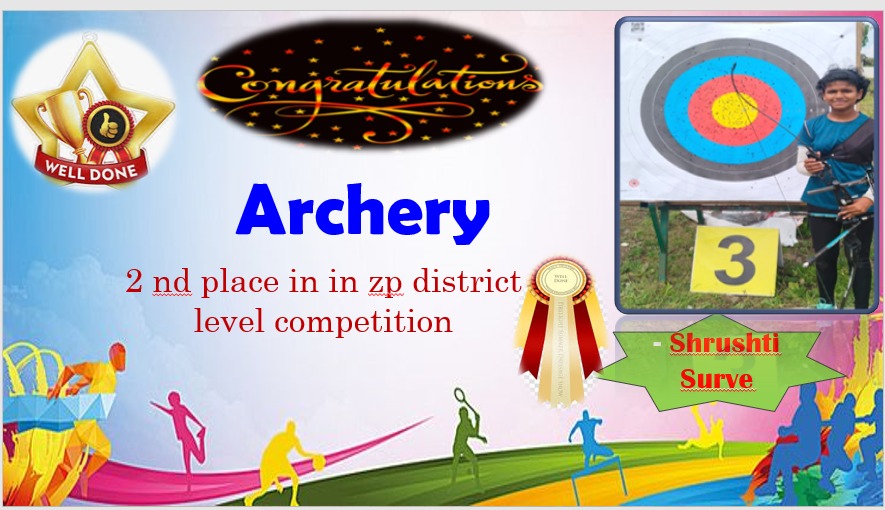 Congratulations
WELL DONE
Archery
2 nd place in in zp district
level competition
WELL
DONE
3
- Shrushti
Surve